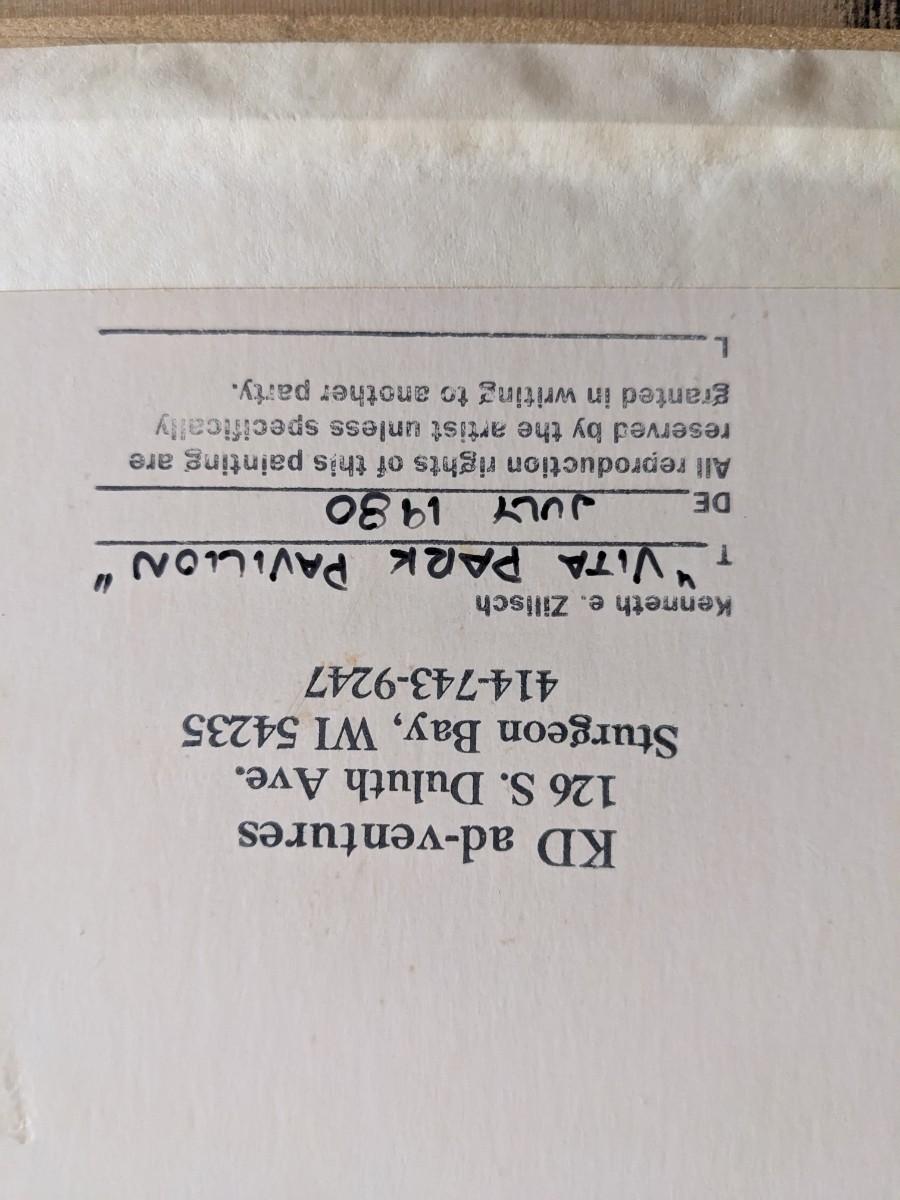 KD ad-ventures
126 S. Duluth Ave.
Sturgeon Bay, WI 54235
414-743-9247
Kenneth e. Zillsch
T "VITA PARK PAVILION"
DE JULY 1980
All reproduction rights of this painting are
reserved by the artist unless specifically
granted in writing to another party.
L